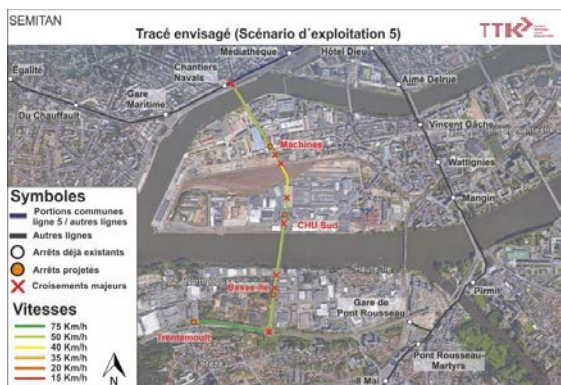 SEMITAN
Tracé envisagé (Scénario d´exploitation 5)
TTK
Médiathèque
Hôtel Dieu
Égalité
Chantiers
Navals
Aimé Delrue
Gare
Maritime
Du Chauffault
Vincent Gâche
Machines
Wattignies
Symboles
Portions communes
ligne 5 / autres lignes
Autres lignes
Arrêts déjà existants
Arrêts projetés
Croisements majeurs
Mangin
CHU Sud
Vitesses
75 Km/h
50 Km/h
40 Km/h
35 Km/h
20 Km/h
15 Km/h
N
Pirmil
Basse-Ile
Gare de
Pont Rousseau
Trentemoult
Rezé
Pont Rousseau-
Martyrs
8 Mai